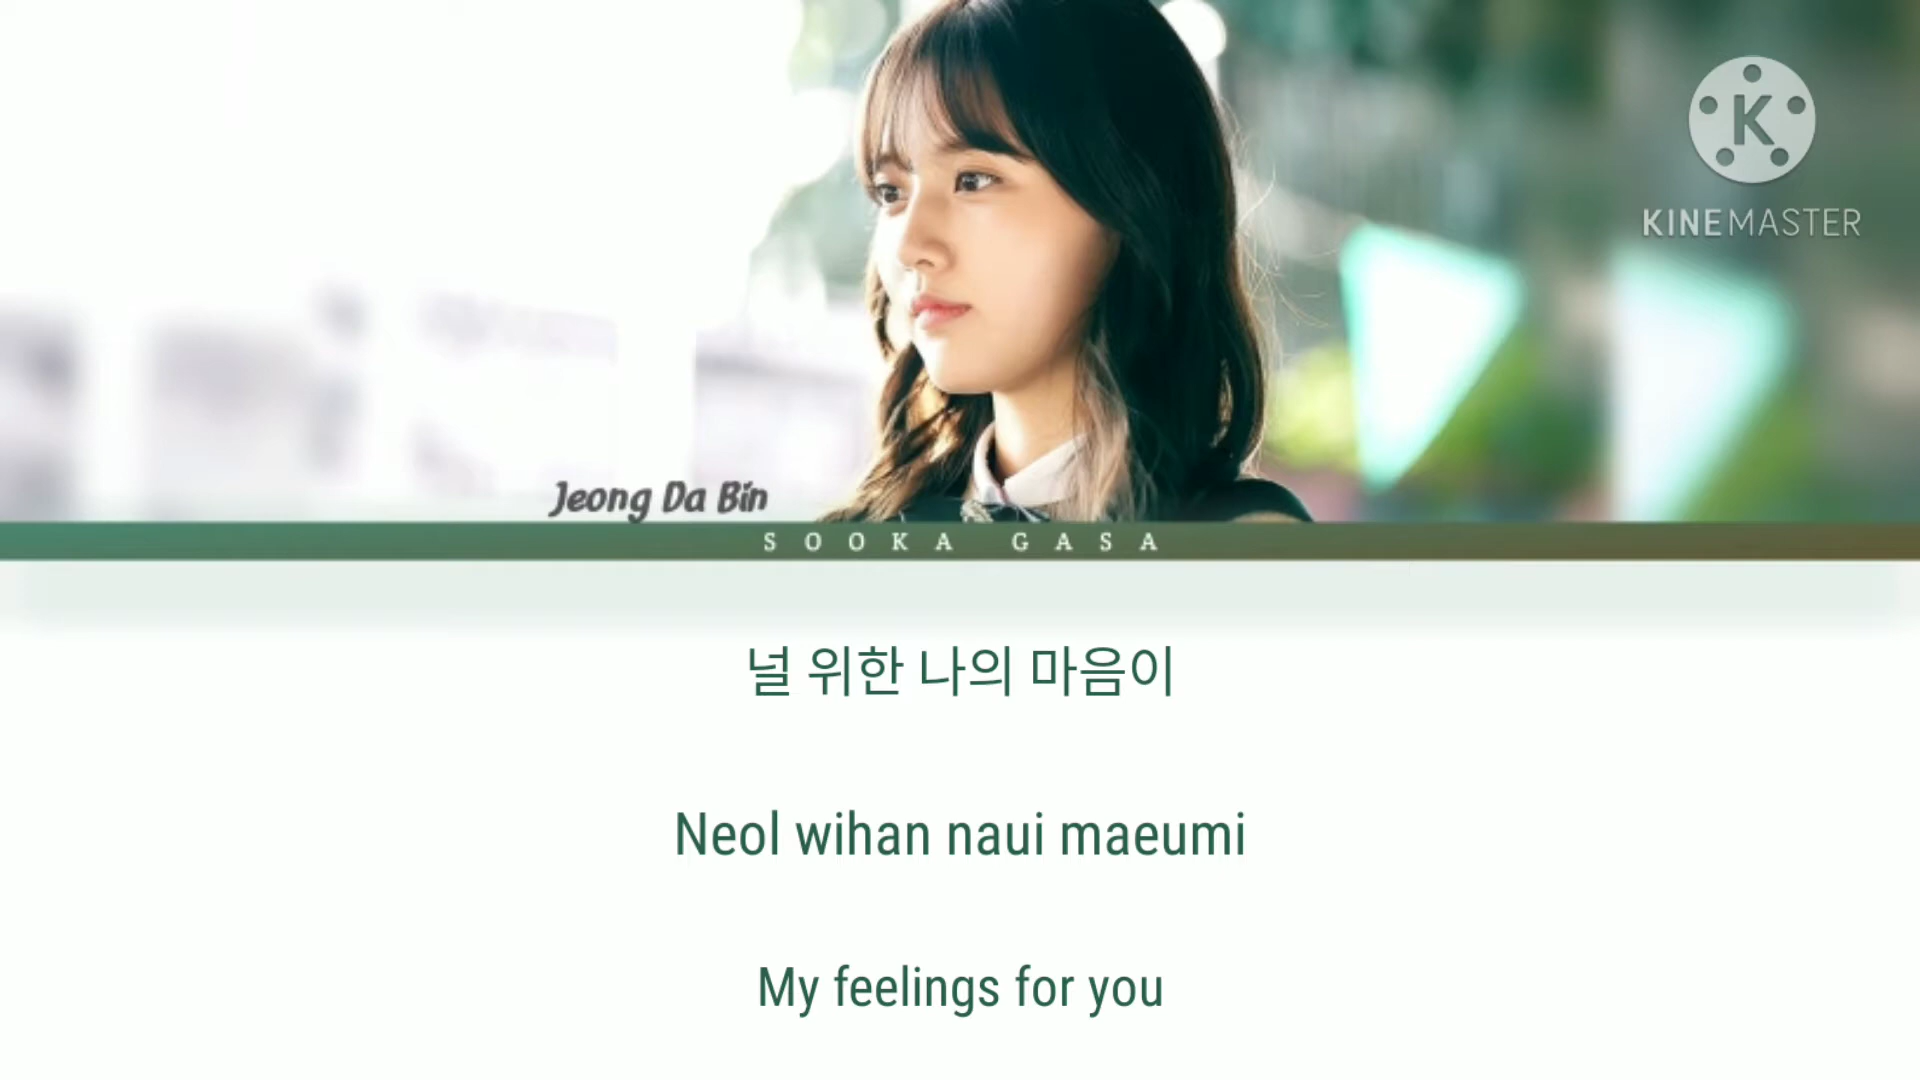 K
KINEMASTER
Jeong Da Bin
SOOKA GASA
널 위한 나의 마음이
Neol wihan naui maeumi
My feelings for you